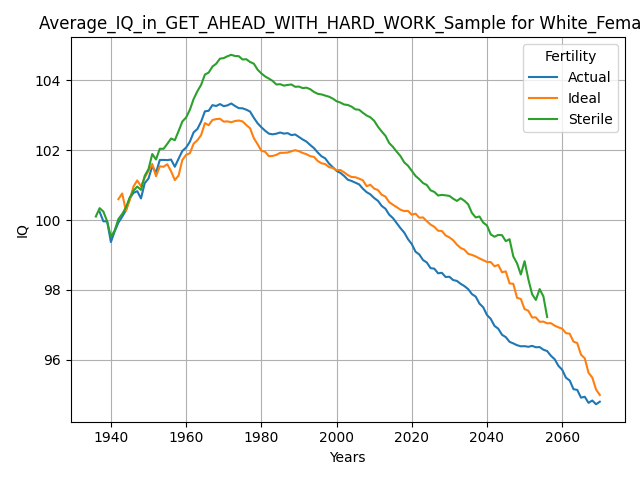 Average_IQ_in_GET_AHEAD_WITH_HARD_WORK_Sample for White_Fema
Fertility
Actual
Ideal
Sterile
104
102
100
98
96
IQ
1940 1960 1980 2000 2020 2040 2060
Years